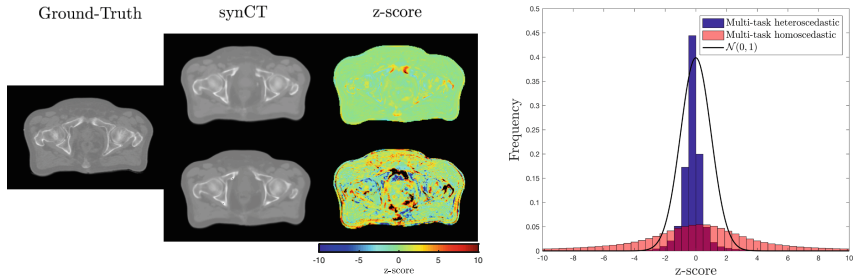 Ground-Truth
synCT
z-score
-10 -5 0 5 10
z-score
Multi-task heteroscedastic
Multi-task homoscedastic
N(0, 1)
0.5
0.45
0.4
0.35
0.3
0.25
0.2
0.15
0.1
0.05
0
Frequency
-10 -8 -6 -4 -2 0 2 4 6 8 10
z-score